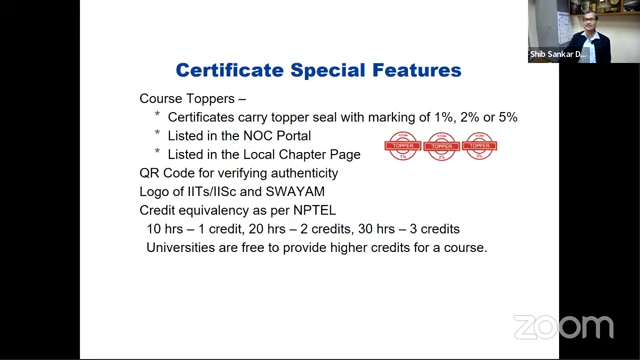 Shib Sankar D...
Certificate Special Features
Course Toppers –
* Certificates carry topper seal with marking of 1%, 2% or 5%
* Listed in the NOC Portal
* Listed in the Local Chapter Page
TOPPER TOPPER TOPPER
QR Code for verifying authenticity
Logo of IITs/IISc and SWAYAM
Credit equivalency as per NPTEL
10 hrs – 1 credit, 20 hrs – 2 credits, 30 hrs – 3 credits
Universities are free to provide higher credits for a course.
zoom